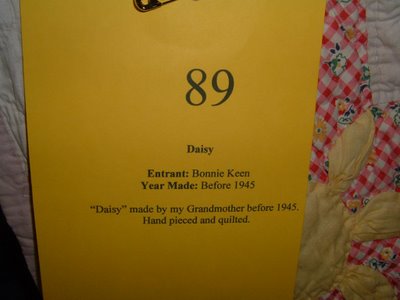 89
Daisy
Entrant: Bonnie Keen
Year Made: Before 1945
“Daisy” made by my Grandmother before 1945.
Hand pieced and quilted.